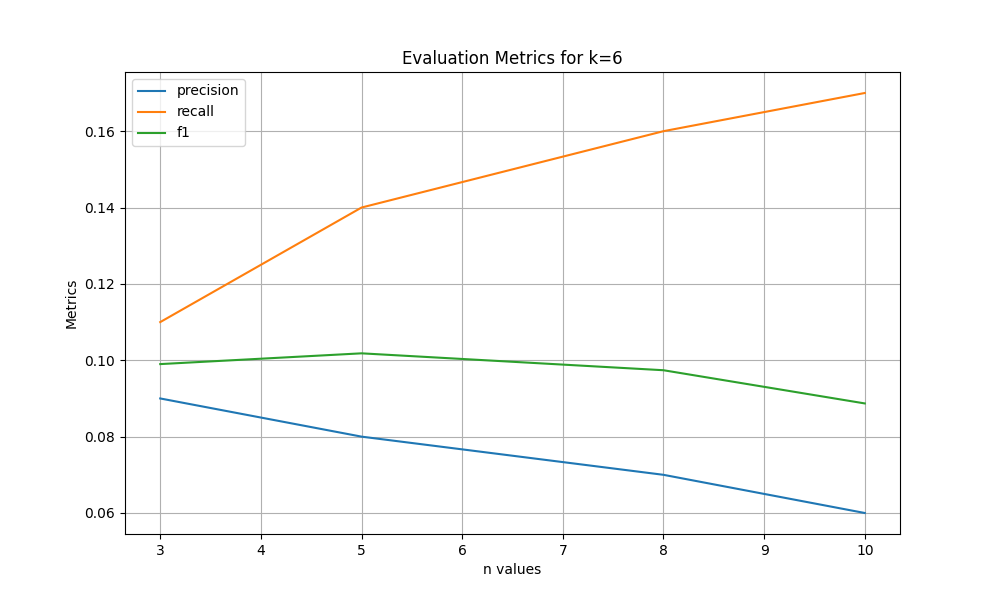 Evaluation Metrics for k=6
precision
recall
f1
Metrics
0.16
0.14
0.12
0.10
0.08
0.06
3 4 5 6 7 8 9 10
n values